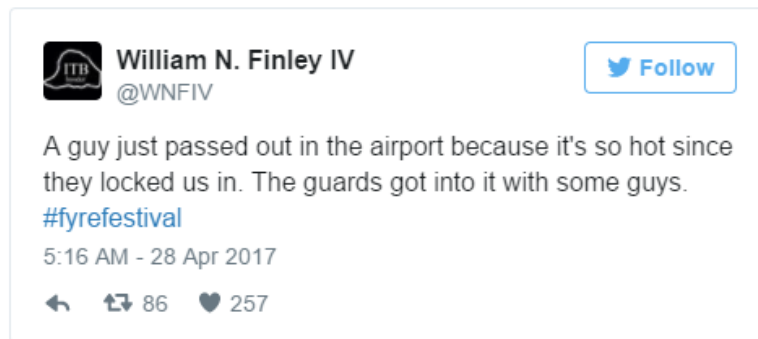 ITB
William N. Finley IV
@WNFIV
Follow
A guy just passed out in the airport because it's so hot since
they locked us in. The guards got into it with some guys.
#fyrefestival
5:16 AM - 28 Apr 2017
86 257